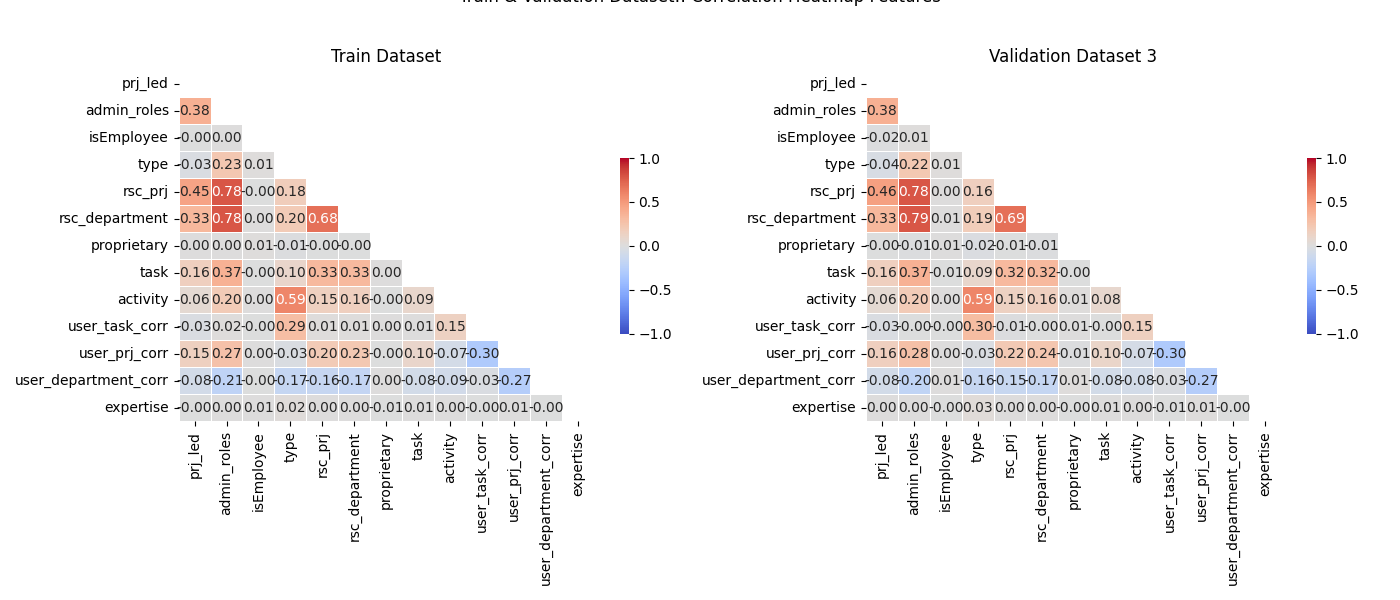 Train & Validation Dataset: Correlation Heatmap Features
Train Dataset
prj_led
admin_roles 0.38
isEmployee -0.00 0.00
type -0.03 0.23 0.01
rsc_prj 0.45 0.78 -0.00 0.18
rsc_department 0.33 0.78 0.00 0.20 0.68
proprietary 0.00 0.00 0.01 -0.01 -0.00 -0.00
task 0.16 0.37 -0.00 0.10 0.33 0.33 0.00
activity 0.06 0.20 0.00 0.59 0.15 0.16 -0.00 0.09
user_task_corr -0.03 0.02 -0.00 0.29 0.01 0.01 0.00 0.01 0.15
user_prj_corr 0.15 0.27 0.00 -0.03 0.20 0.23 -0.00 0.10 -0.07 -0.30
user_department_corr -0.08 -0.21 -0.00 -0.17 -0.16 -0.17 0.00 -0.08 -0.09 -0.03 -0.27
expertise -0.00 0.00 0.01 0.02 0.00 0.00 -0.01 0.01 0.00 -0.00 0.01 -0.00
prj_led
admin_roles
isEmployee
type
rsc_prj
rsc_department
proprietary
task
activity
user_task_corr
user_prj_corr
user_department_corr
expertise
1.0
0.5
0.0
−0.5
−1.0
Validation Dataset 3
prj_led
admin_roles 0.38
isEmployee -0.02 0.01
type -0.04 0.22 0.01
rsc_prj 0.46 0.78 0.00 0.16
rsc_department 0.33 0.79 0.01 0.19 0.69
proprietary -0.00 -0.01 0.01 -0.02 -0.01 -0.01
task 0.16 0.37 -0.01 0.09 0.32 0.32 -0.00
activity 0.06 0.20 0.00 0.59 0.15 0.16 0.01 0.08
user_task_corr -0.03 -0.00 -0.00 0.30 -0.01 -0.00 0.01 -0.00 0.15
user_prj_corr 0.16 0.28 0.00 -0.03 0.22 0.24 -0.01 0.10 -0.07 -0.30
user_department_corr -0.08 -0.20 0.01 -0.16 -0.15 -0.17 0.01 -0.08 -0.08 -0.03 -0.27
expertise -0.00 0.00 -0.00 0.03 0.00 0.00 -0.00 0.01 0.00 -0.01 0.01 -0.00
prj_led
admin_roles
isEmployee
type
rsc_prj
rsc_department
proprietary
task
activity
user_task_corr
user_prj_corr
user_department_corr
expertise
1.0
0.5
0.0
−0.5
−1.0